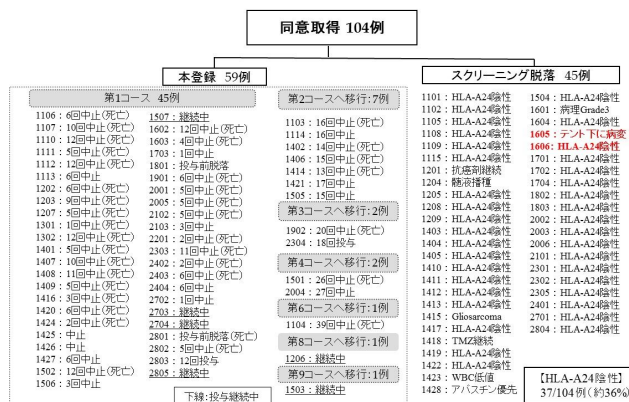 同意取得 104例
本登録 59例
第1コース 45例
1106：6回中止(死亡)
1107：10回中止(死亡)
1110：12回中止(死亡)
1111：5回中止(死亡)
1112：12回中止(死亡)
1113：6回中止
1202：6回中止(死亡)
1203：9回中止(死亡)
1207：5回中止(死亡)
1301：1回中止(死亡)
1302：12回中止(死亡)
1401：5回中止(死亡)
1407：10回中止(死亡)
1408：11回中止(死亡)
1409：5回中止(死亡)
1416：3回中止(死亡)
1420：6回中止(死亡)
1424：2回中止(死亡)
1425：中止
1426：中止
1427：6回中止
1502：12回中止(死亡)
1506：3回中止
1507：継続中
1602：12回中止(死亡)
1603：4回中止(死亡)
1703：1回中止
1801：投与前脱落
1901：6回中止(死亡)
2001：5回中止(死亡)
2005：5回中止(死亡)
2102：5回中止(死亡)
2103：3回中止
2201：2回中止(死亡)
2303：11回中止(死亡)
2402：2回中止(死亡)
2403：6回中止(死亡)
2404：6回中止
2702：1回中止
2703：継続中
2704：継続中
2801：投与前脱落(死亡)
2802：5回中止(死亡)
2803：12回投与
2805：継続中
第2コースへ移行：7例
1103：16回中止(死亡)
1114：16回中止
1402：14回中止(死亡)
1406：15回中止(死亡)
1414：13回中止(死亡)
1421：17回中止
1505：15回中止
第3コースへ移行：2例
1902：20回中止(死亡)
2304：18回投与
第4コースへ移行：2例
1501：26回中止(死亡)
2004：27回中止
第6コースへ移行：1例
1104：39回中止(死亡)
第8コースへ移行：1例
1206：継続中
第9コースへ移行：1例
1503：継続中
下線：投与継続中
スクリーニング脱落 45例
1101：HLA-A24陰性
1102：HLA-A24陰性
1105：HLA-A24陰性
1108：HLA-A24陰性
1109：HLA-A24陰性
1115：HLA-A24陰性
1201：抗癌剤継続
1204：髄液播種
1205：HLA-A24陰性
1208：HLA-A24陰性
1209：HLA-A24陰性
1403：HLA-A24陰性
1404：HLA-A24陰性
1405：HLA-A24陰性
1410：HLA-A24陰性
1411：HLA-A24陰性
1412：HLA-A24陰性
1413：HLA-A24陰性
1415：Gliosarcoma
1417：HLA-A24陰性
1418：TMZ継続
1419：HLA-A24陰性
1422：HLA-A24陰性
1423：WBC低値
1428：アバスチン優先
1504：HLA-A24陰性
1601：病理Grade3
1604：HLA-A24陰性
1605：テント下に病変
1606：HLA-A24陰性
1701：HLA-A24陰性
1702：HLA-A24陰性
1704：HLA-A24陰性
1802：HLA-A24陰性
1803：HLA-A24陰性
2002：HLA-A24陰性
2003：HLA-A24陰性
2006：HLA-A24陰性
2101：HLA-A24陰性
2301：HLA-A24陰性
2302：HLA-A24陰性
2305：HLA-A24陰性
2401：HLA-A24陰性
2701：HLA-A24陰性
2804：HLA-A24陰性
【HLA-A24陰性】
37/104例(約36%)